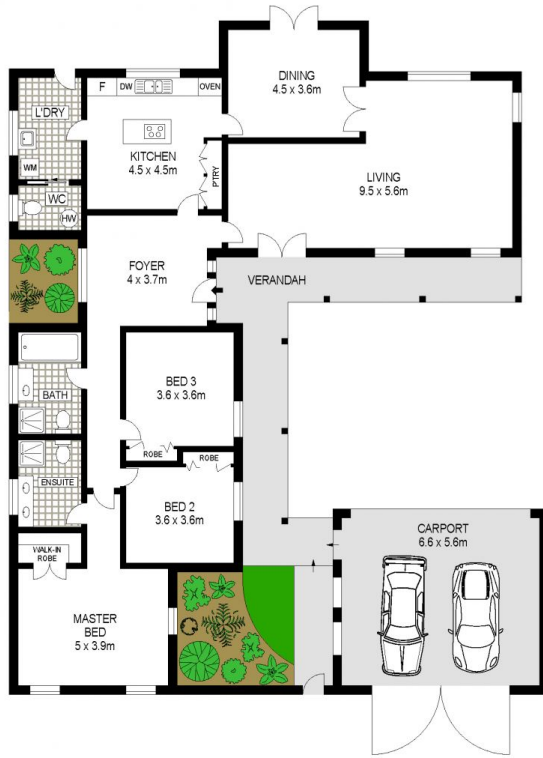 DINING
4.5 x 3.6m
F
DW
OVEN
L'DRY
KITCHEN
4.5 x 4.5m
PTRY
WM
LIVING
9.5 x 5.6m
WC
HW
FOYER
4 x 3.7m
VERANDAH
BED 3
3.6 x 3.6m
BATH
ROBE
ROBE
ENSUITE
BED 2
3.6 x 3.6m
CARPORT
6.6 x 5.6m
WALK-IN
ROBE
MASTER
BED
5 x 3.9m